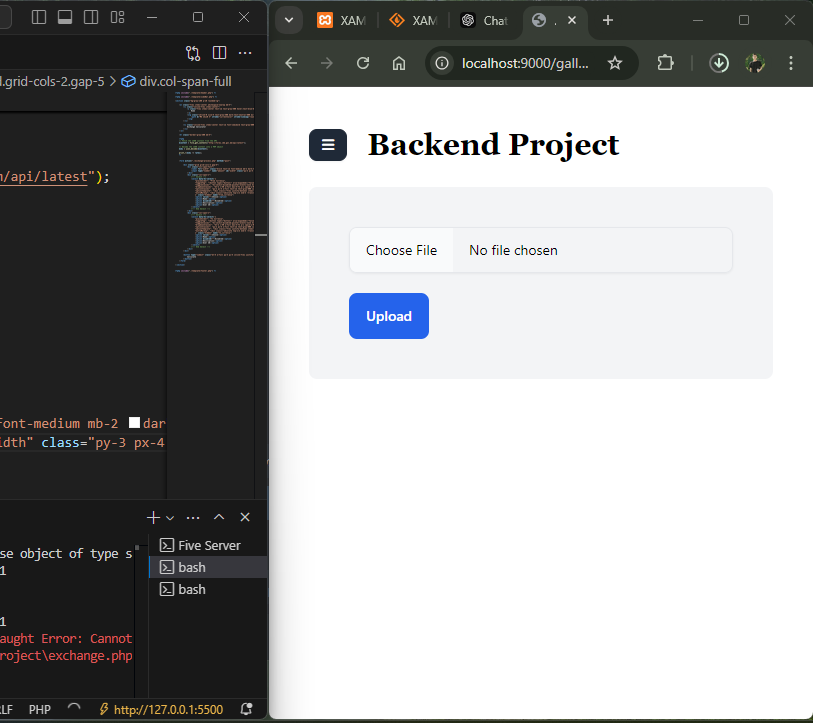 l.grid-cols-2.gap-5 > div.col-span-full
n/api/latest");
font-medium mb-2 dar
idth" class="py-3 px-4
se object of type s
1
1
aught Error: Cannot
roject\exchange.php
Five Server
bash
bash
LF PHP http://127.0.0.1:5500
XAM
XAM
Chat
.
localhost:9000/gall...
Backend Project
Choose File No file chosen
Upload